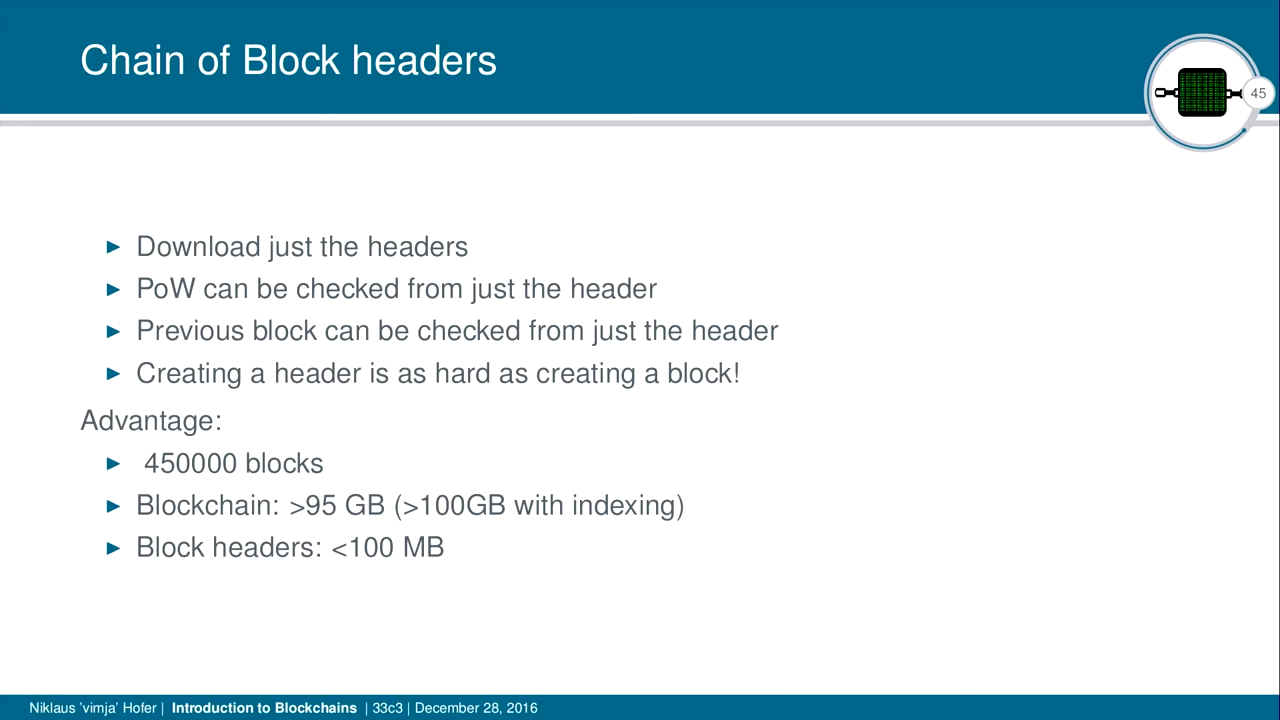 Chain of Block headers
45
Download just the headers
PoW can be checked from just the header
Previous block can be checked from just the header
Creating a header is as hard as creating a block!
Advantage:
450000 blocks
Blockchain: >95 GB (>100GB with indexing)
Block headers: <100 MB
Niklaus 'vimja' Hofer | Introduction to Blockchains | 33c3 | December 28, 2016